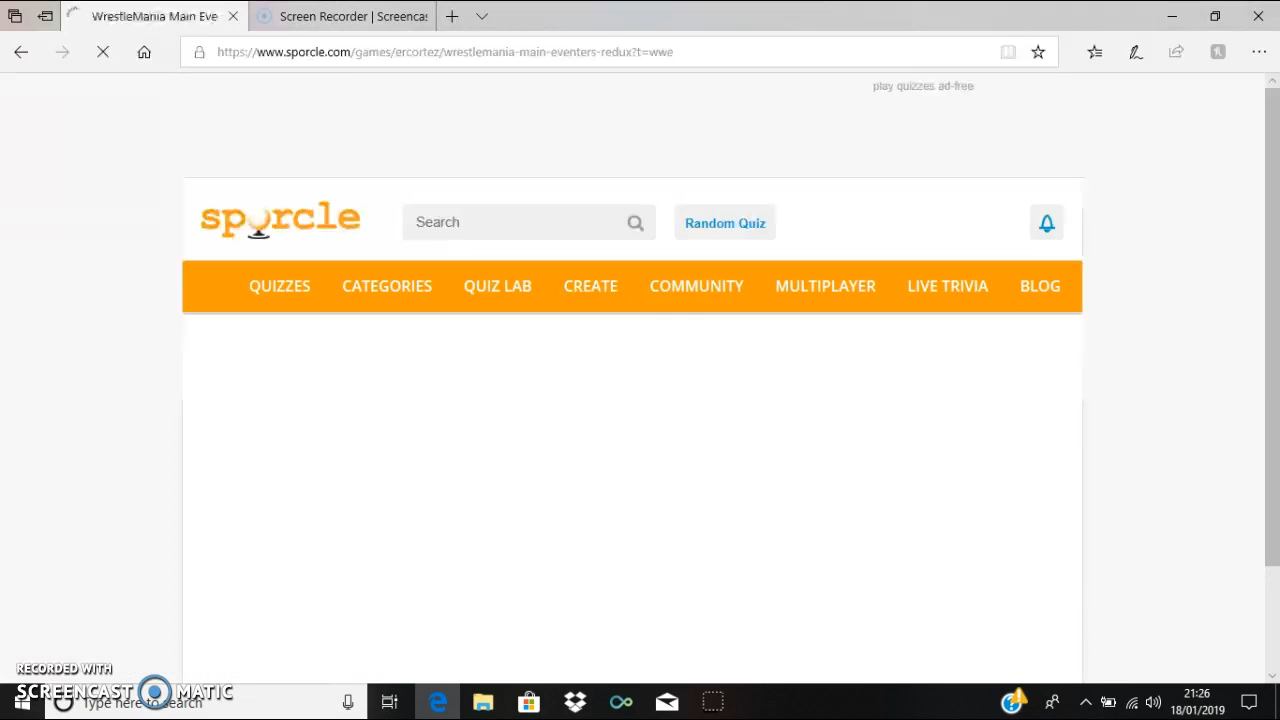 WrestleMania Main Eve
Screen Recorder | Screencas
https://www.sporcle.com/games/ercortez/wrestlemania-main-eventers-redux?t=wwe
play quizzes ad-free
sporcle
Search
Random Quiz
QUIZZES CATEGORIES QUIZ LAB CREATE COMMUNITY MULTIPLAYER LIVE TRIVIA BLOG
RECORDED WITH
SCREENCAST MATIC
Type here to search
21:26
18/01/2019